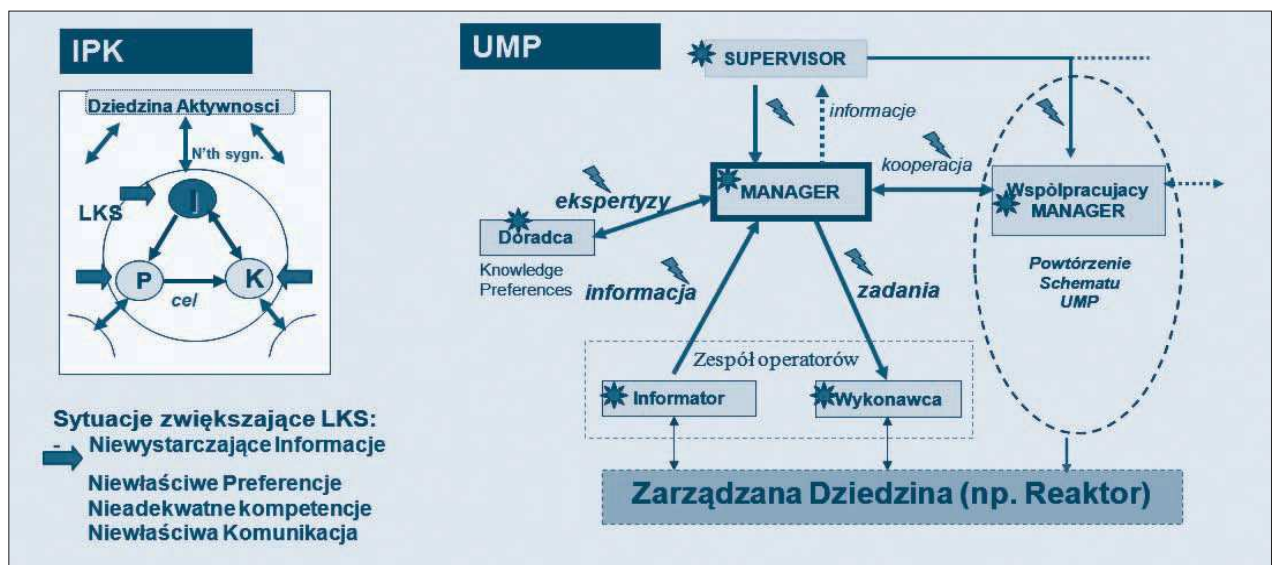 IPK
Dziedzina Aktywnosci
N'th sygn.
LKS
I
P
K
cel
Sytuacje zwiększające LKS:
- Niewystarczające Informacje
Niewłaściwe Preferencje
Nieadekwatne kompetencje
Niewłaściwa Komunikacja
UMP
SUPERVISOR
informacje
kooperacja
MANAGER
Wspólpracujacy
MANAGER
ekspertyzy
Doradca
Knowledge
Preferences
informacja
zadania
Powtórzenie
Schematu
UMP
Zespół operatorów
Informator
Wykonawca
Zarządzana Dziedzina (np. Reaktor)